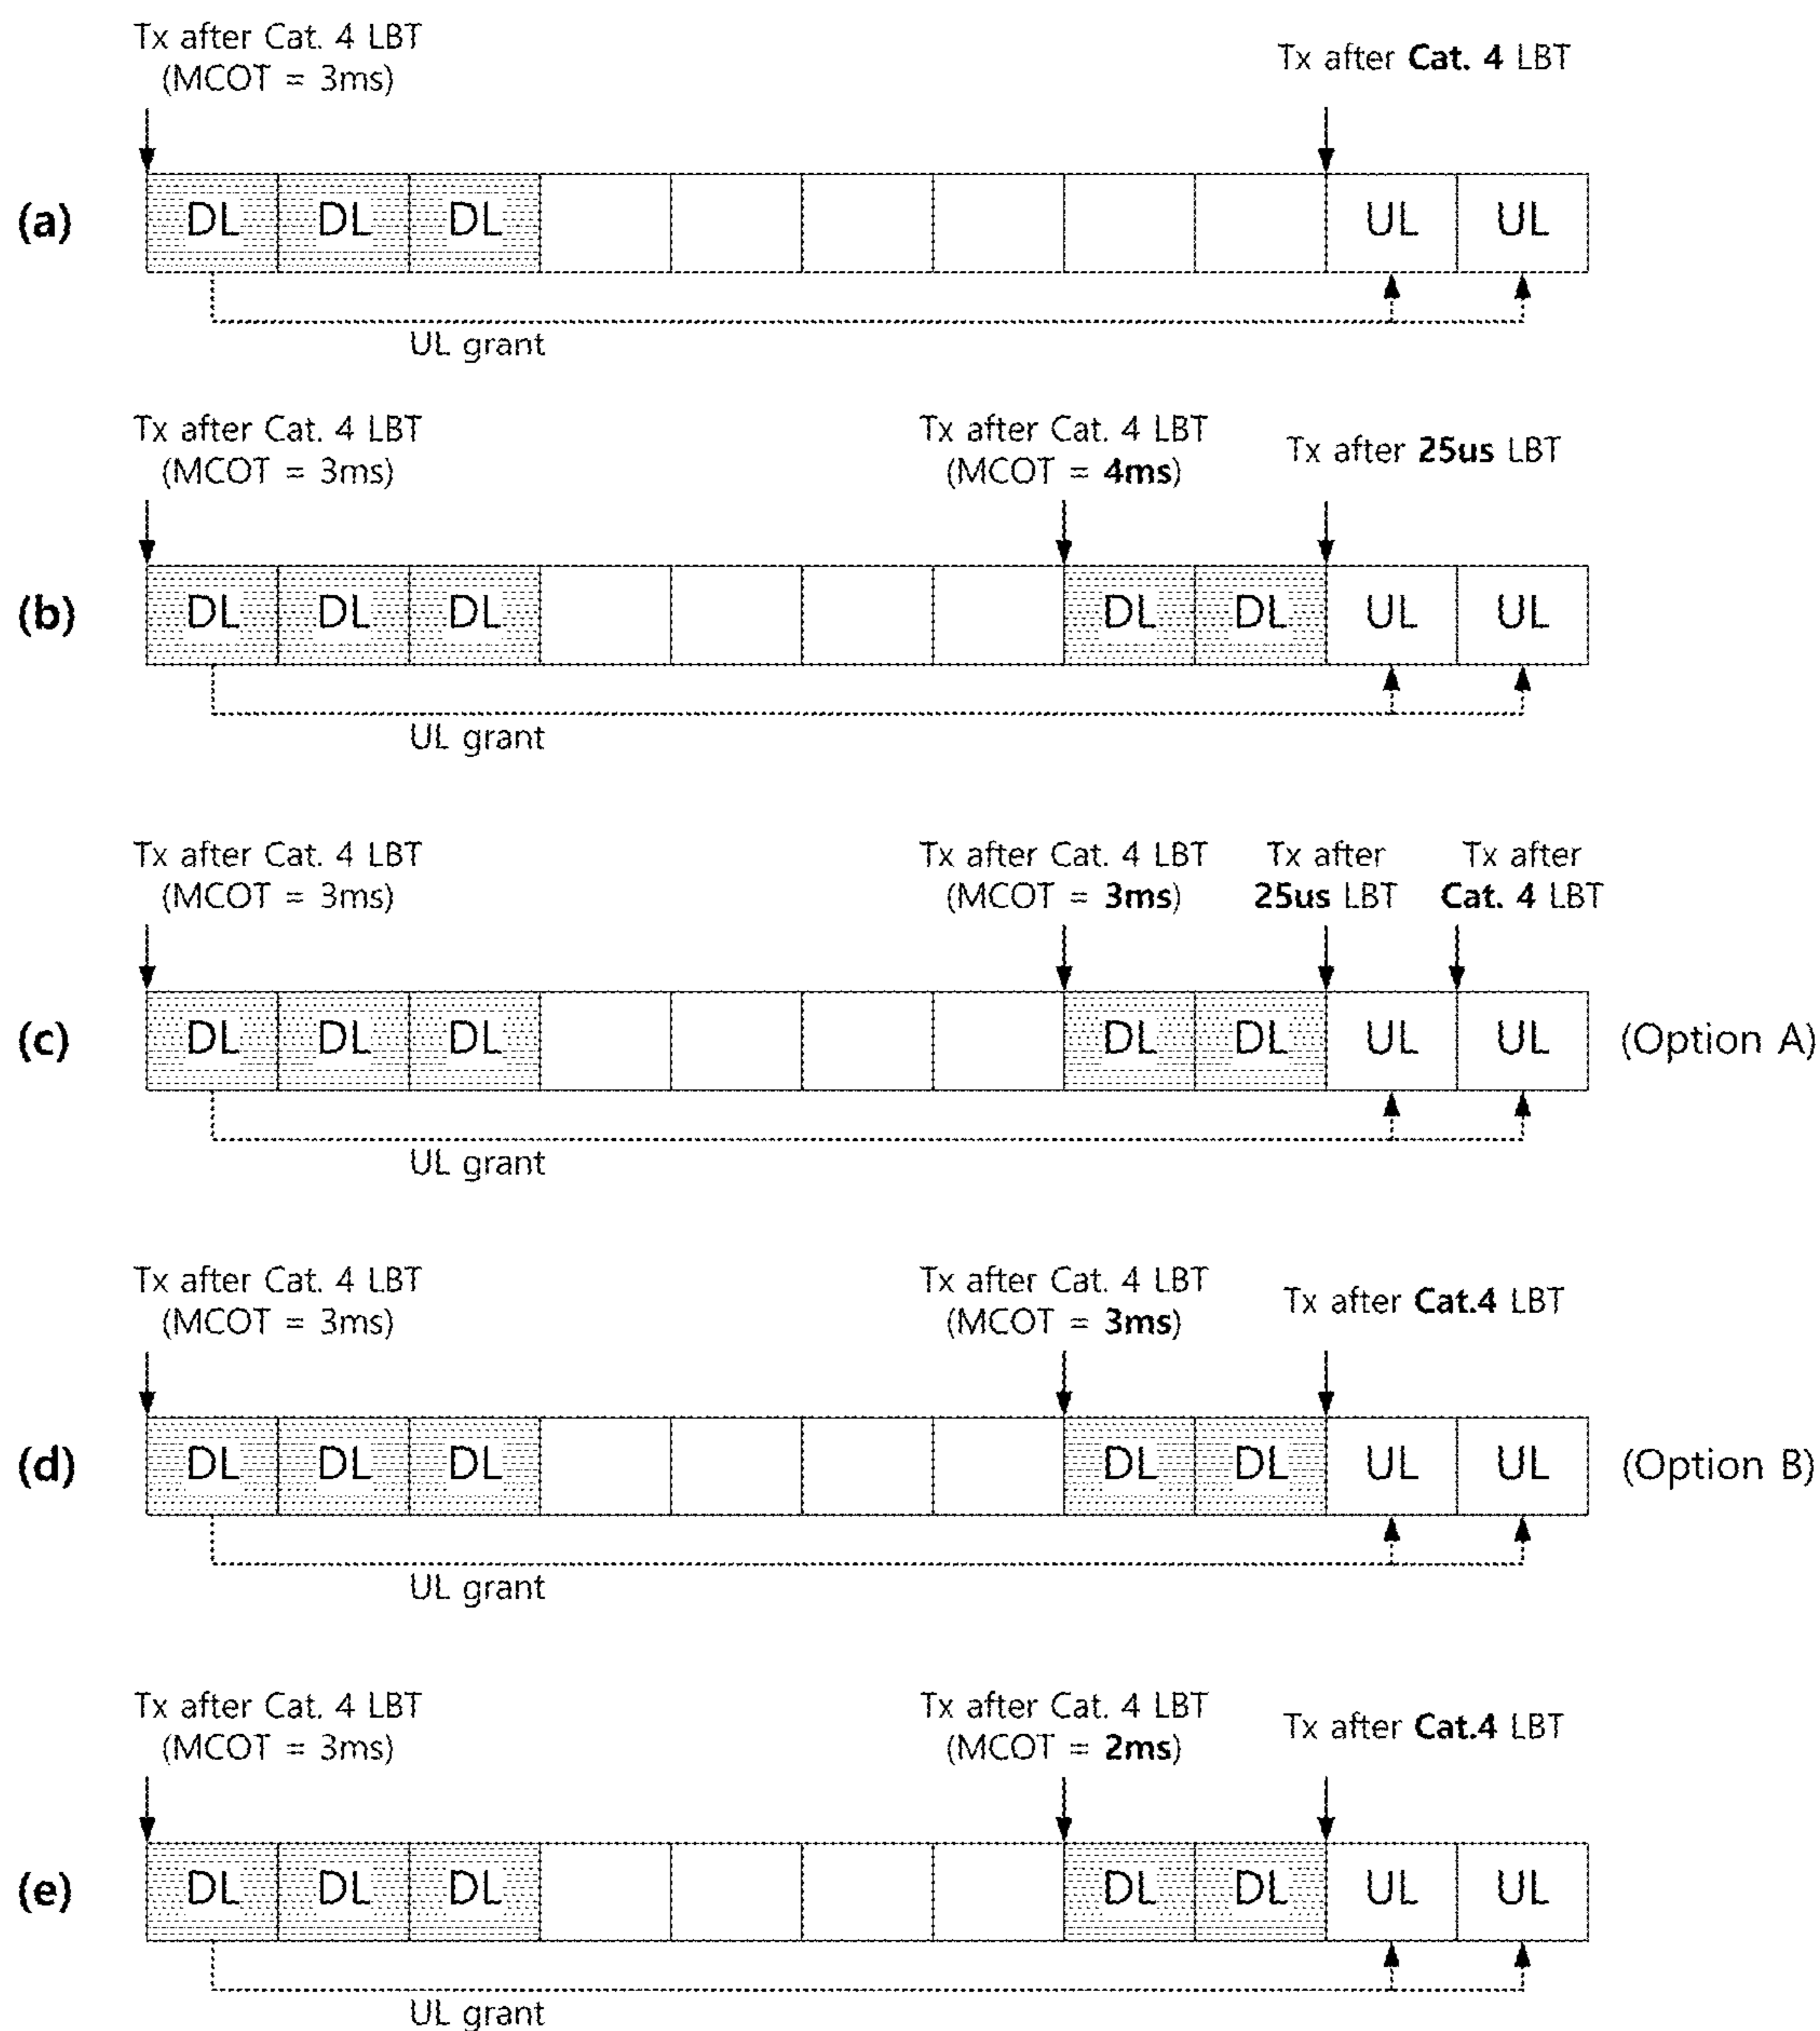 Tx after Cat. 4 LBT
(MCOT = 3ms)
Tx after Cat. 4 LBT
(a)
DL DL DL UL UL
UL grant
Tx after Cat. 4 LBT
(MCOT = 3ms)
Tx after Cat. 4 LBT
(MCOT = 4ms)
Tx after 25us LBT
(b)
DL DL DL DL DL UL UL
UL grant
Tx after Cat. 4 LBT
(MCOT = 3ms)
Tx after Cat. 4 LBT
(MCOT = 3ms)
Tx after
25us LBT
Tx after
Cat. 4 LBT
(c)
DL DL DL DL DL UL UL
(Option A)
UL grant
Tx after Cat. 4 LBT
(MCOT = 3ms)
Tx after Cat. 4 LBT
(MCOT = 3ms)
Tx after Cat.4 LBT
(d)
DL DL DL DL DL UL UL
(Option B)
UL grant
Tx after Cat. 4 LBT
(MCOT = 3ms)
Tx after Cat. 4 LBT
(MCOT = 2ms)
Tx after Cat.4 LBT
(e)
DL DL DL DL DL UL UL
UL grant